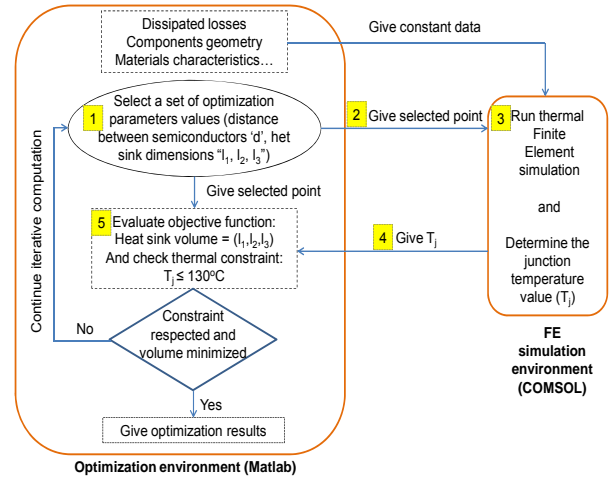 Dissipated losses
Components geometry
Materials characteristics…
Give constant data
Continue iterative computation
1
Select a set of optimization
parameters values (distance
between semiconductors ‘d’, het
sink dimensions “l₁, l₂, l₃”)
2 Give selected point
3 Run thermal
Finite
Element
simulation
and
Determine the
junction
temperature
value (Tⱼ)
Give selected point
5 Evaluate objective function:
Heat sink volume = (l₁,l₂,l₃)
And check thermal constraint:
Tⱼ ≤ 130ºC
4 Give Tⱼ
No
Constraint
respected and
volume minimized
Yes
Give optimization results
FE
simulation
environment
(COMSOL)
Optimization environment (Matlab)